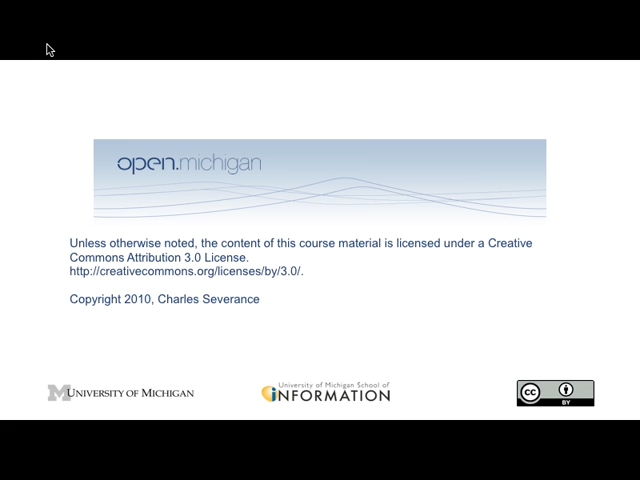 open.michigan
Unless otherwise noted, the content of this course material is licensed under a Creative
Commons Attribution 3.0 License.
http://creativecommons.org/licenses/by/3.0/.
Copyright 2010, Charles Severance
M UNIVERSITY OF MICHIGAN
University of Michigan School of
iNFORMATION
cc
BY